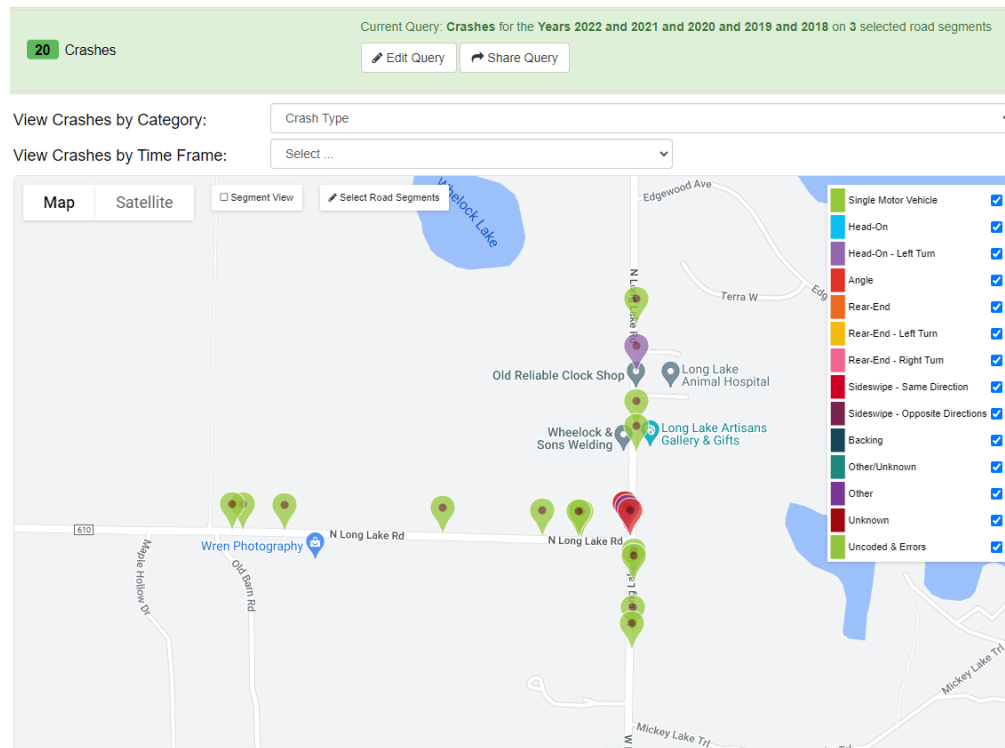 20 Crashes
Current Query: Crashes for the Years 2022 and 2021 and 2020 and 2019 and 2018 on 3 selected road segments
Edit Query
Share Query
View Crashes by Category:
Crash Type
View Crashes by Time Frame:
Select ...
Map
Satellite
Segment View
Select Road Segments
Whelock Lake
Edgewood Ave
N Long Lake Rd
Terra W
Old Reliable Clock Shop
Long Lake
Animal Hospital
Wheelock &
Sons Welding
Long Lake Artisans
Gallery & Gifts
610
N Long Lake Rd
N Long Lake Rd
Wren Photography
Maple Hollow Dr
Old Barn Rd
Mickey Lake Trl
Mickey Lake Trl
Single Motor Vehicle
Head-On
Head-On - Left Turn
Angle
Rear-End
Rear-End - Left Turn
Rear-End - Right Turn
Sideswipe - Same Direction
Sideswipe - Opposite Directions
Backing
Other/Unknown
Other
Unknown
Uncoded & Errors